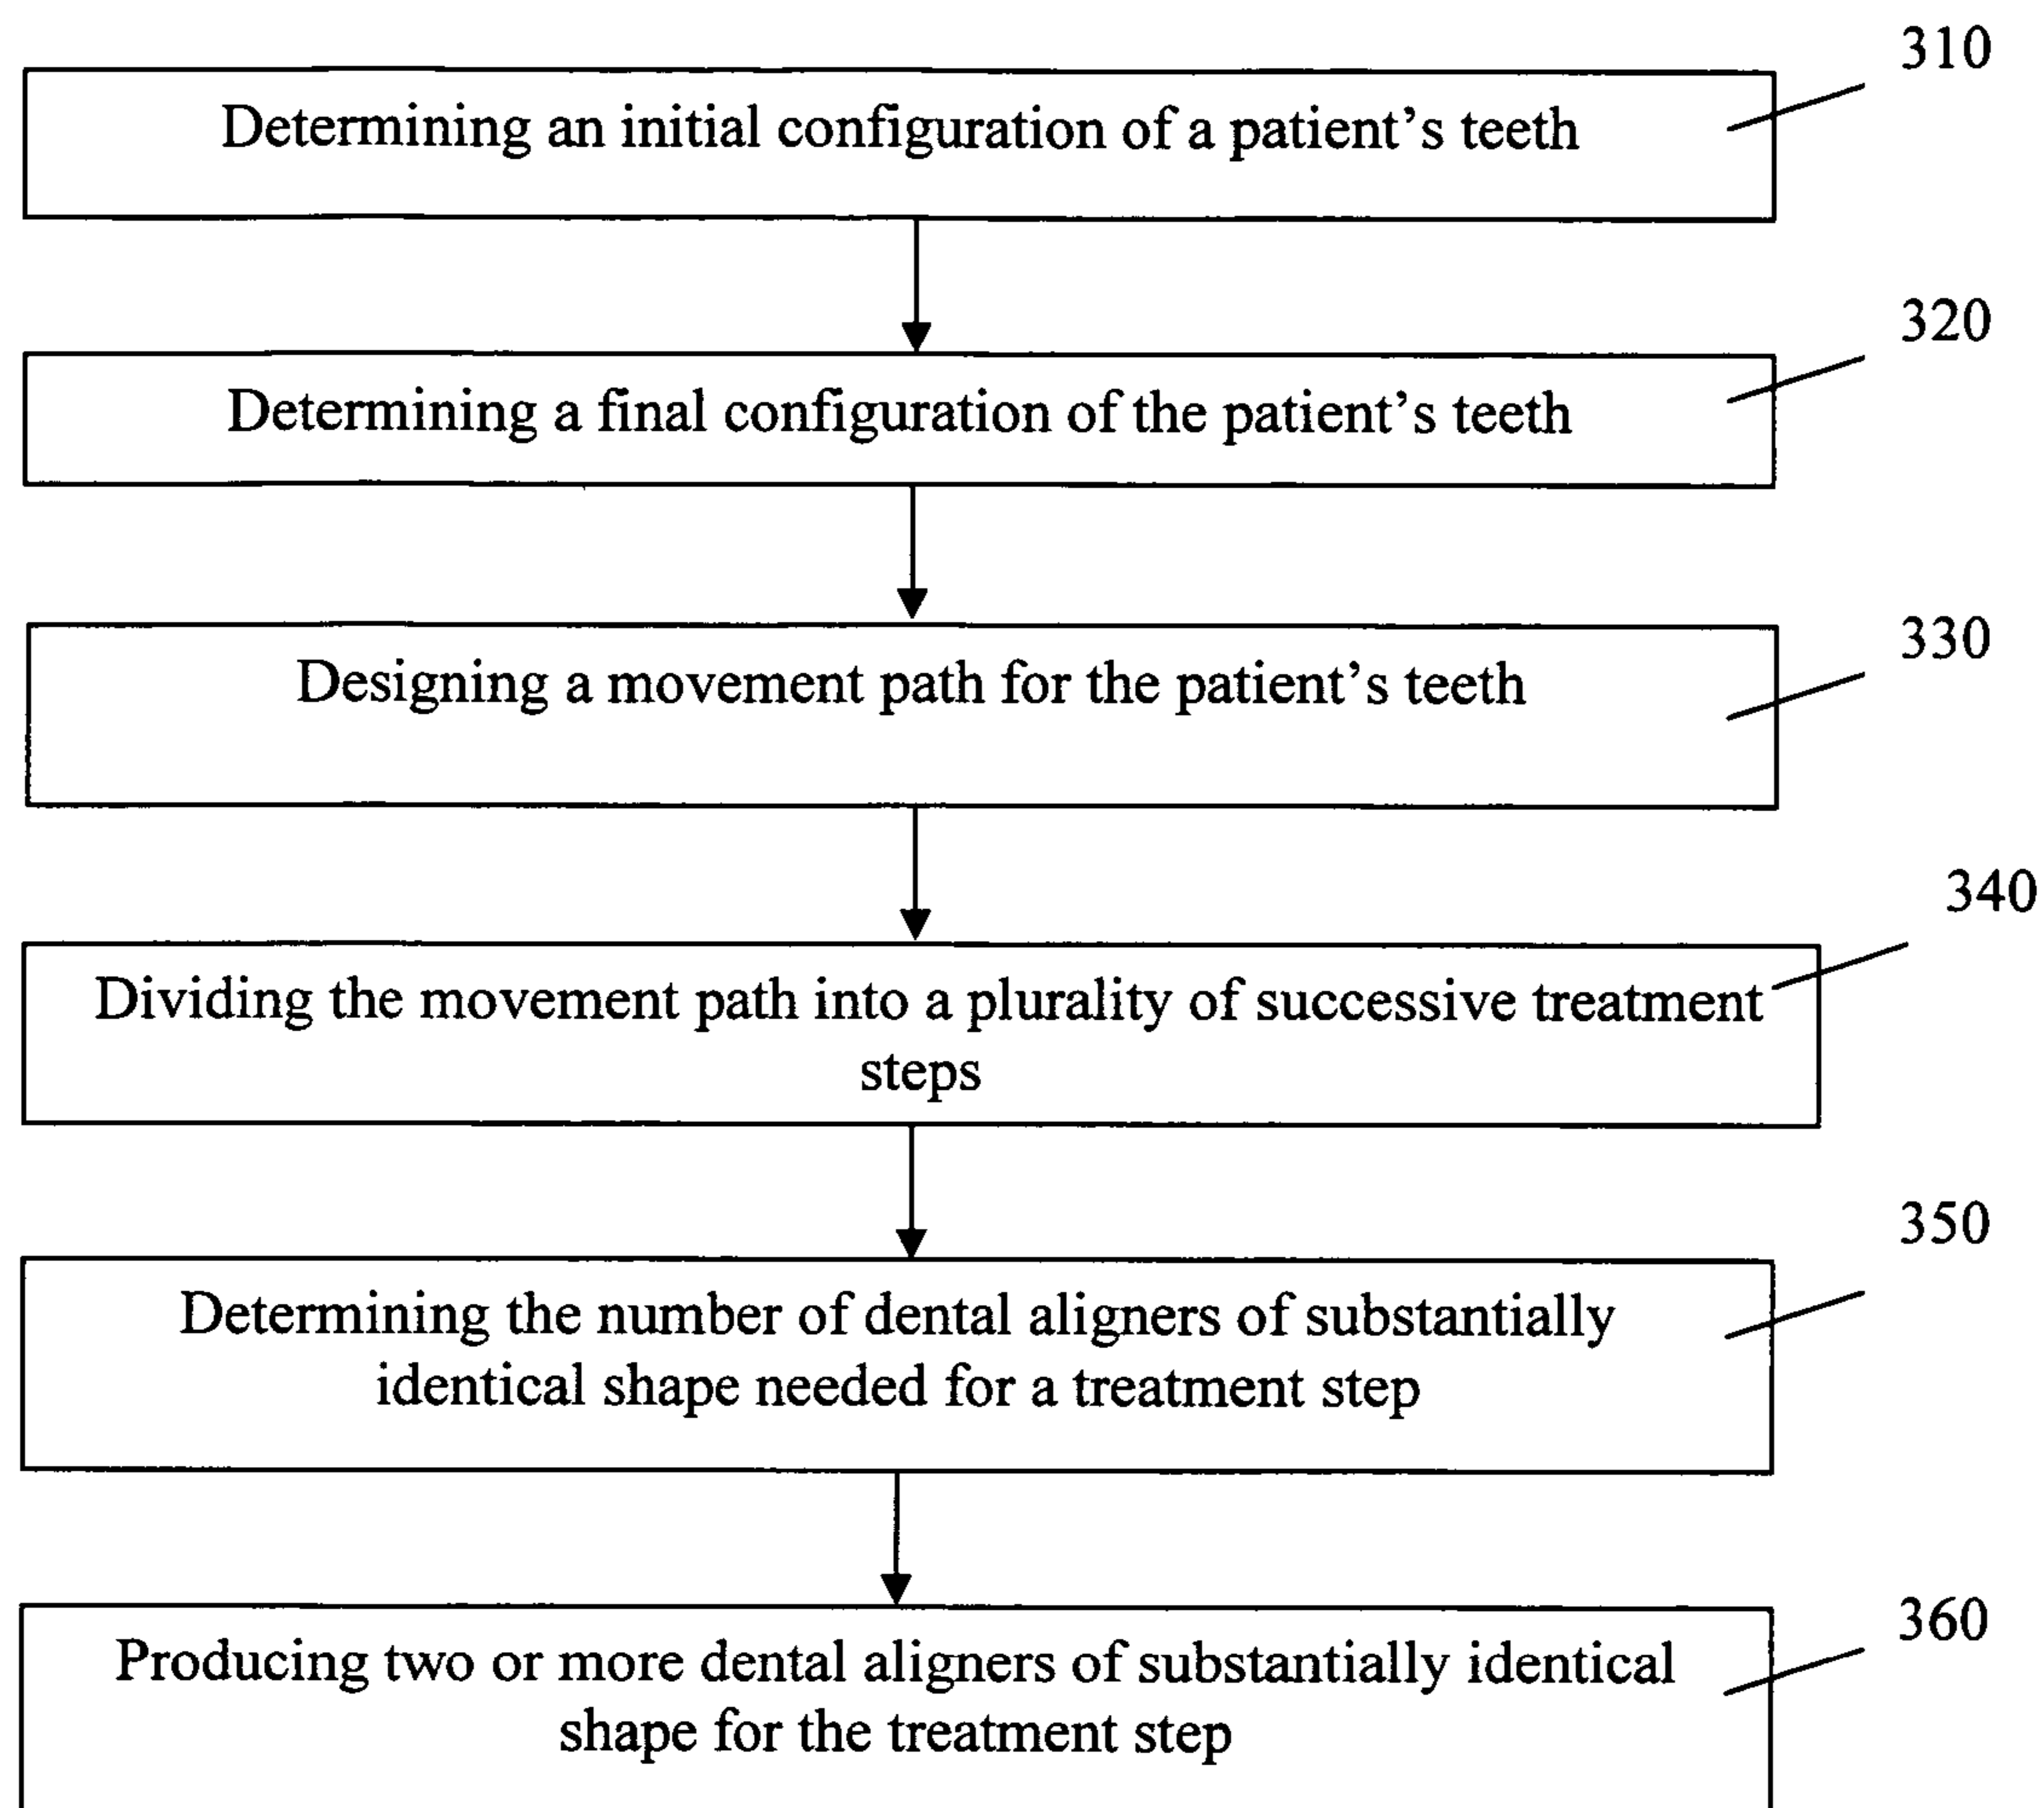 310
Determining an initial configuration of a patient’s teeth
320
Determining a final configuration of the patient’s teeth
330
Designing a movement path for the patient’s teeth
340
Dividing the movement path into a plurality of successive treatment
steps
350
Determining the number of dental aligners of substantially
identical shape needed for a treatment step
360
Producing two or more dental aligners of substantially identical
shape for the treatment step